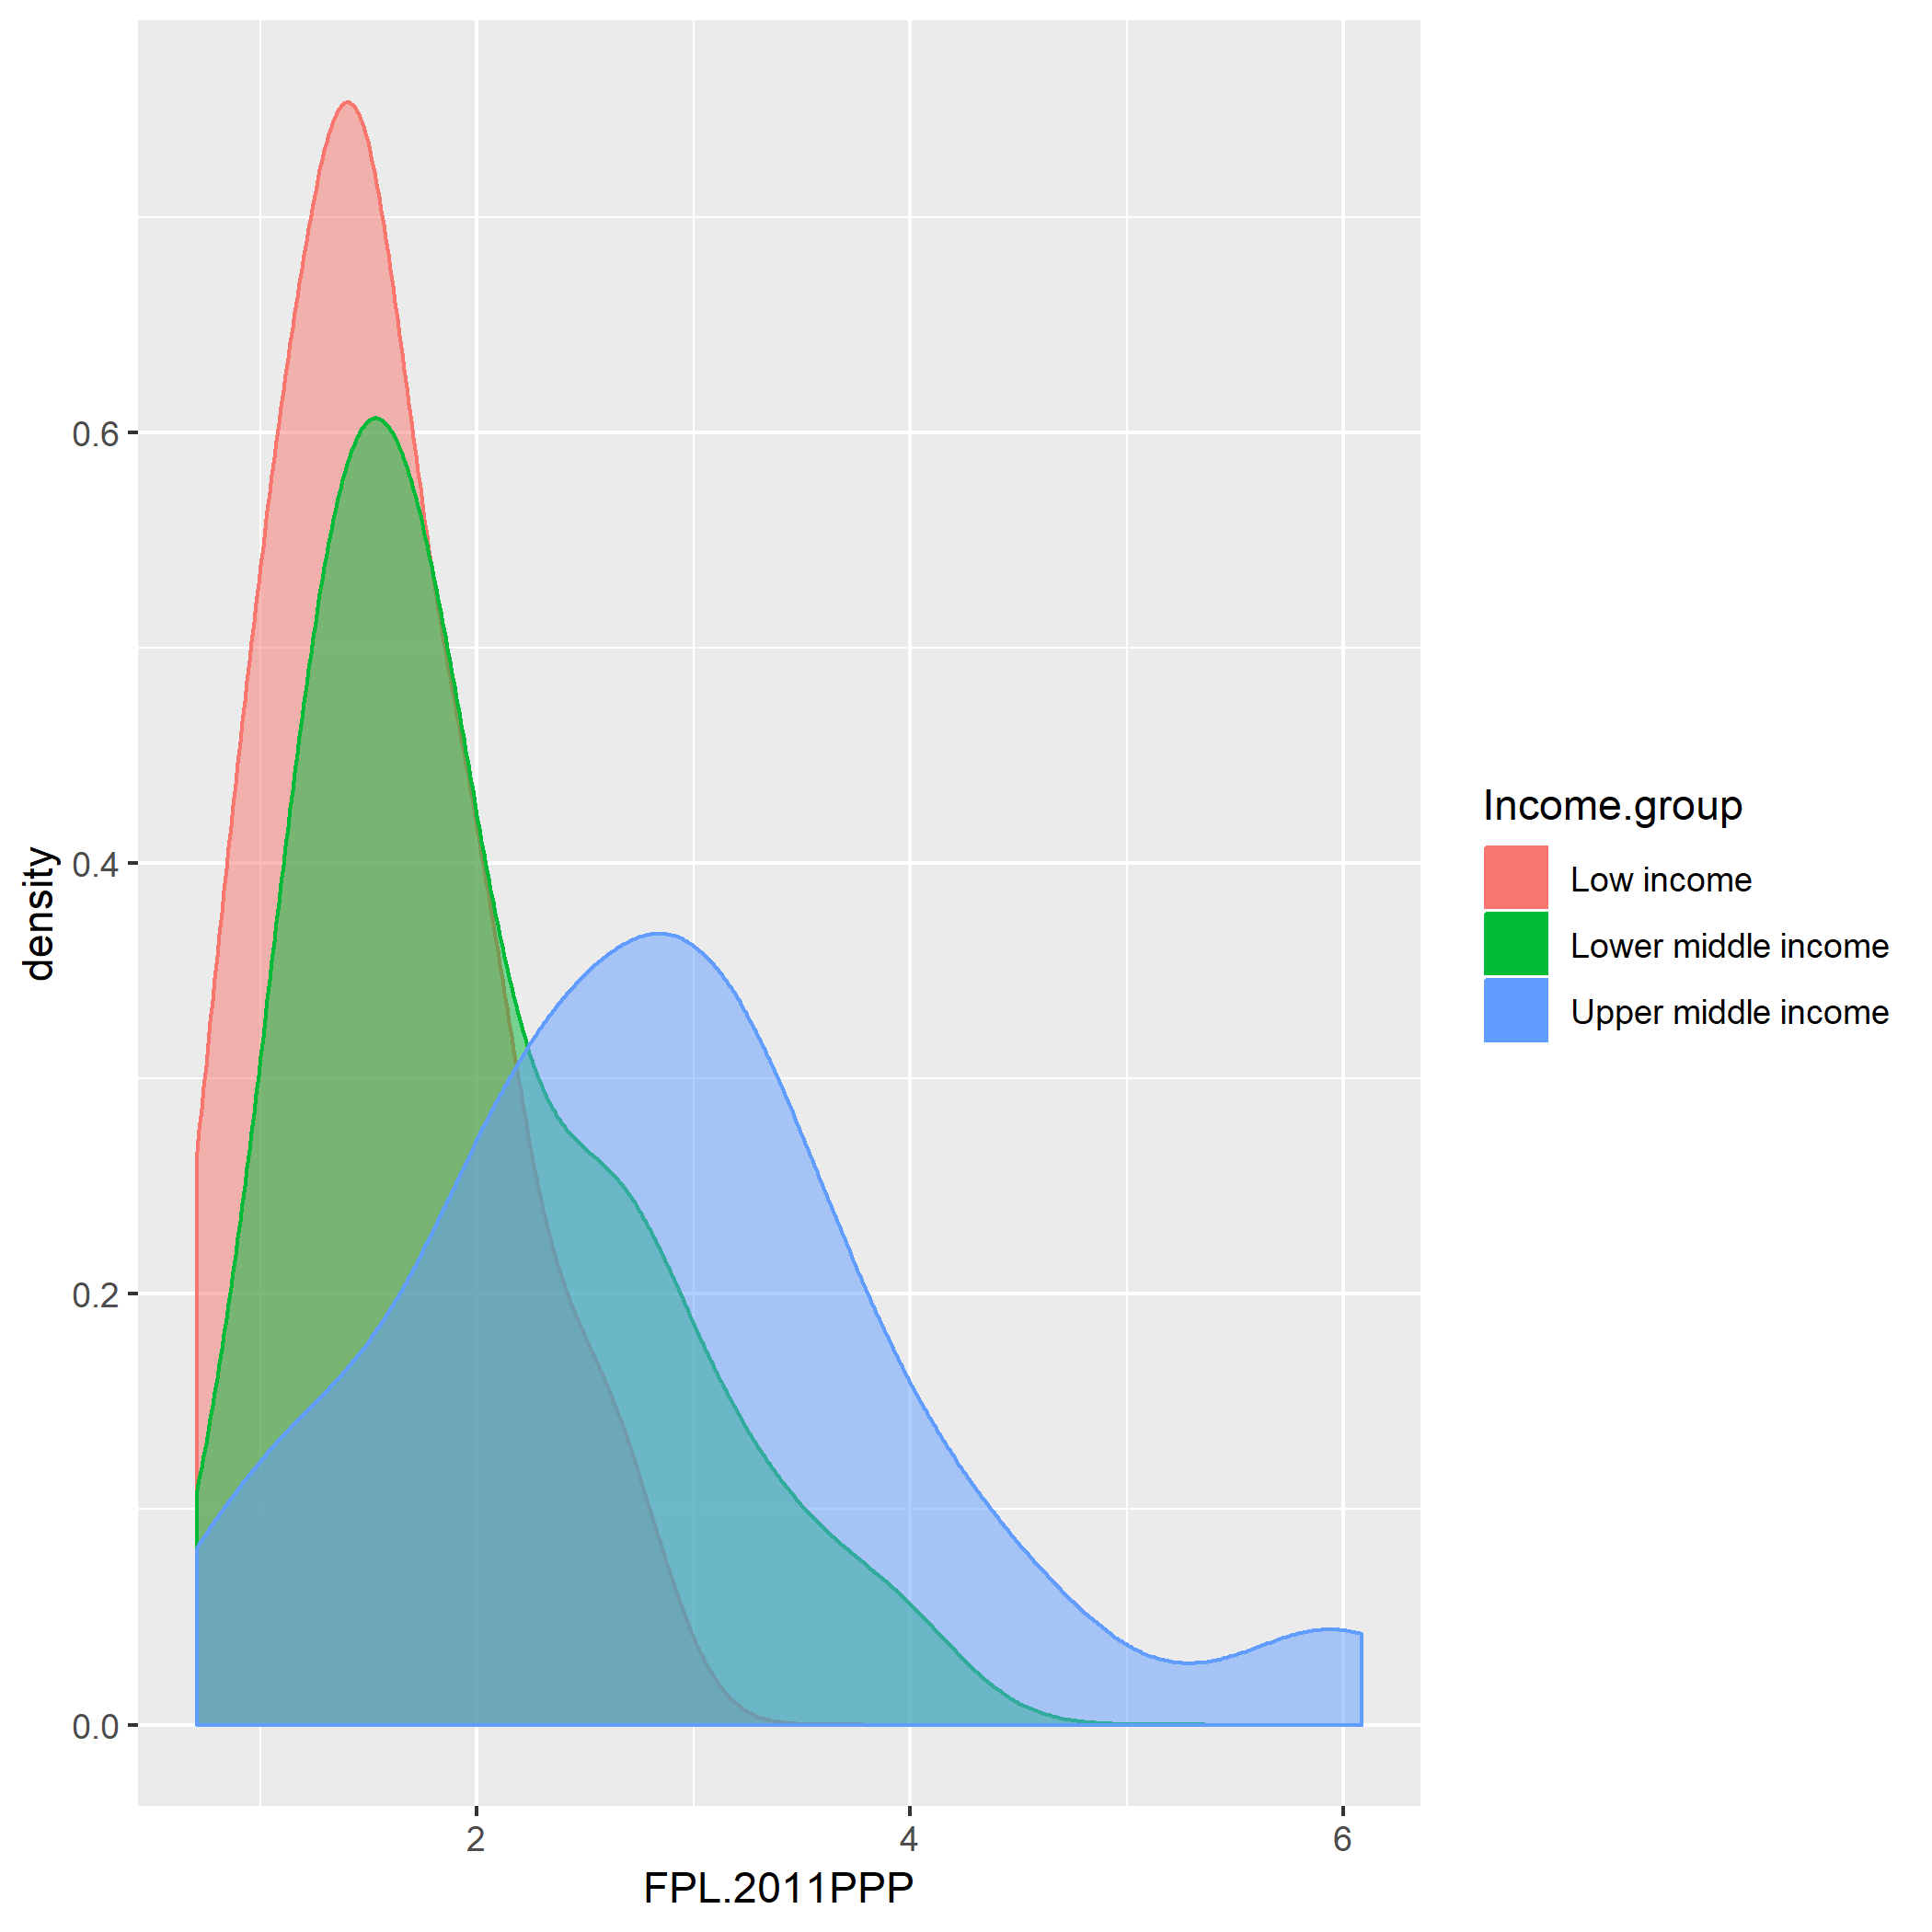 density
0.6
0.4
0.2
0.0
2 4 6
FPL.2011PPP
Income.group
Low income
Lower middle income
Upper middle income